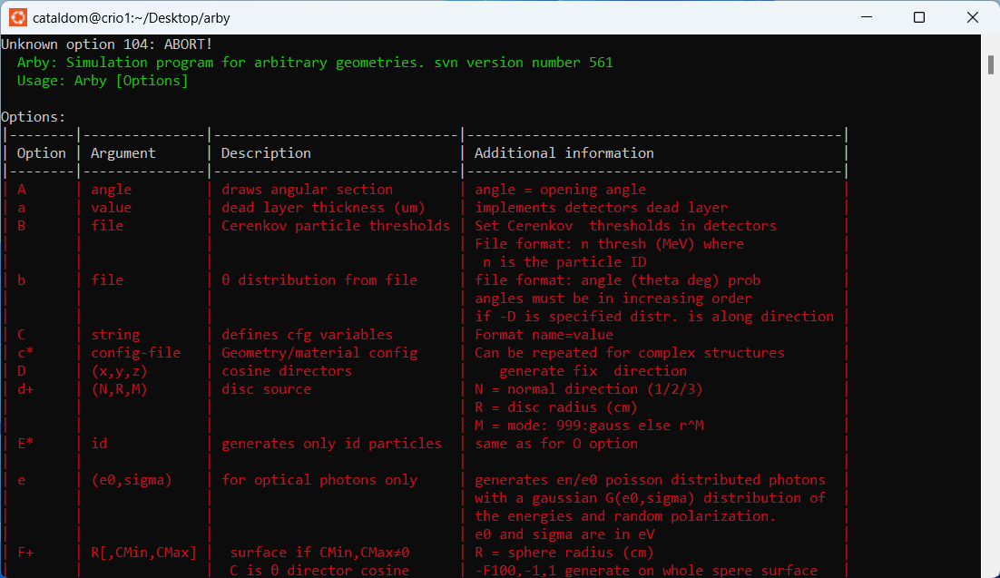 cataldom@crio1:~/Desktop/arby
Unknown option 104: ABORT!
  Arby: Simulation program for arbitrary geometries. svn version number 561
  Usage: Arby [Options]

Options:
|--------|---------------|------------------------------|----------------------------------------------|
| Option | Argument      | Description                  | Additional information                       |
|--------|---------------|------------------------------|----------------------------------------------|
| A      | angle         | draws angular section        | angle = opening angle                        |
| a      | value         | dead layer thickness (um)    | implements detectors dead layer              |
| B      | file          | Cerenkov particle thresholds | Set Cerenkov  thresholds in detectors        |
|        |               |                              | File format: n thresh (MeV) where            |
|        |               |                              |  n is the particle ID                        |
| b      | file          | θ distribution from file     | file format: angle (theta deg) prob          |
|        |               |                              | angles must be in increasing order           |
|        |               |                              | if -D is specified distr. is along direction |
| C      | string        | defines cfg variables        | Format name=value                            |
| c*     | config-file   | Geometry/material config     | Can be repeated for complex structures       |
| D      | (x,y,z)       | cosine directors             |    generate fix  direction                   |
| d+     | (N,R,M)       | disc source                  | N = normal direction (1/2/3)                 |
|        |               |                              | R = disc radius (cm)                         |
|        |               |                              | M = mode: 999:gauss else r^M                 |
| E*     | id            | generates only id particles  | same as for O option                         |
|        |               |                              |                                              |
| e      | (e0,sigma)    | for optical photons only     | generates en/e0 poisson distributed photons  |
|        |               |                              | with a gaussian G(e0,sigma) distribution of  |
|        |               |                              | the energies and random polarization.        |
|        |               |                              | e0 and sigma are in eV                       |
| F+     | R[,CMin,CMax] |  surface if CMin,CMax≠0      | R = sphere radius (cm)                       |
|        |               |  C is θ director cosine      | -F100,-1,1 generate on whole spere surface   |